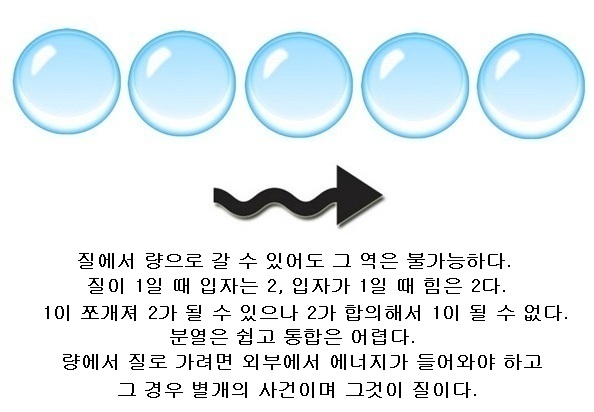 질에서 량으로 갈 수 있어도 그 역은 불가능하다.
질이 1일 때 입자는 2, 입자가 1일 때 힘은 2다.
1이 쪼개져 2가 될 수 있으나 2가 합의해서 1이 될 수 없다.
분열은 쉽고 통합은 어렵다.
량에서 질로 가려면 외부에서 에너지가 들어와야 하고
그 경우 별개의 사건이며 그것이 질이다.